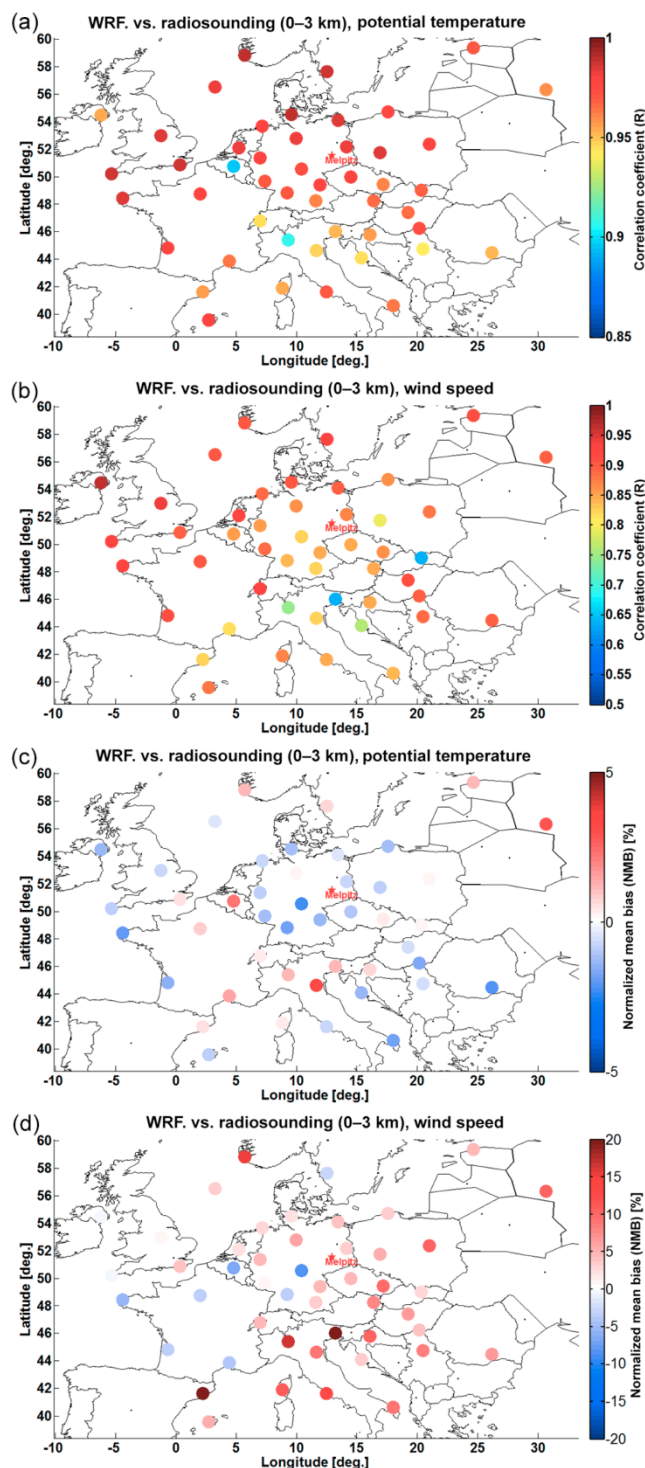 (a) WRF. vs. radiosounding (0–3 km), potential temperature
60
58
56
54
52
50
48
46
44
42
40
Latitude [deg.]
Melpitz
-10 -5 0 5 10 15 20 25 30
Longitude [deg.]
1
0.95
0.9
0.85
Correlation coefficient (R)
(b) WRF. vs. radiosounding (0–3 km), wind speed
60
58
56
54
52
50
48
46
44
42
40
Latitude [deg.]
Melpitz
-10 -5 0 5 10 15 20 25 30
Longitude [deg.]
1
0.95
0.9
0.85
0.8
0.75
0.7
0.65
0.6
0.55
0.5
Correlation coefficient (R)
(c) WRF. vs. radiosounding (0–3 km), potential temperature
60
58
56
54
52
50
48
46
44
42
40
Latitude [deg.]
Melpitz
-10 -5 0 5 10 15 20 25 30
Longitude [deg.]
5
0
-5
Normalized mean bias (NMB) [%]
(d) WRF. vs. radiosounding (0–3 km), wind speed
60
58
56
54
52
50
48
46
44
42
40
Latitude [deg.]
Melpitz
-10 -5 0 5 10 15 20 25 30
Longitude [deg.]
20
15
10
5
0
-5
-10
-15
-20
Normalized mean bias (NMB) [%]